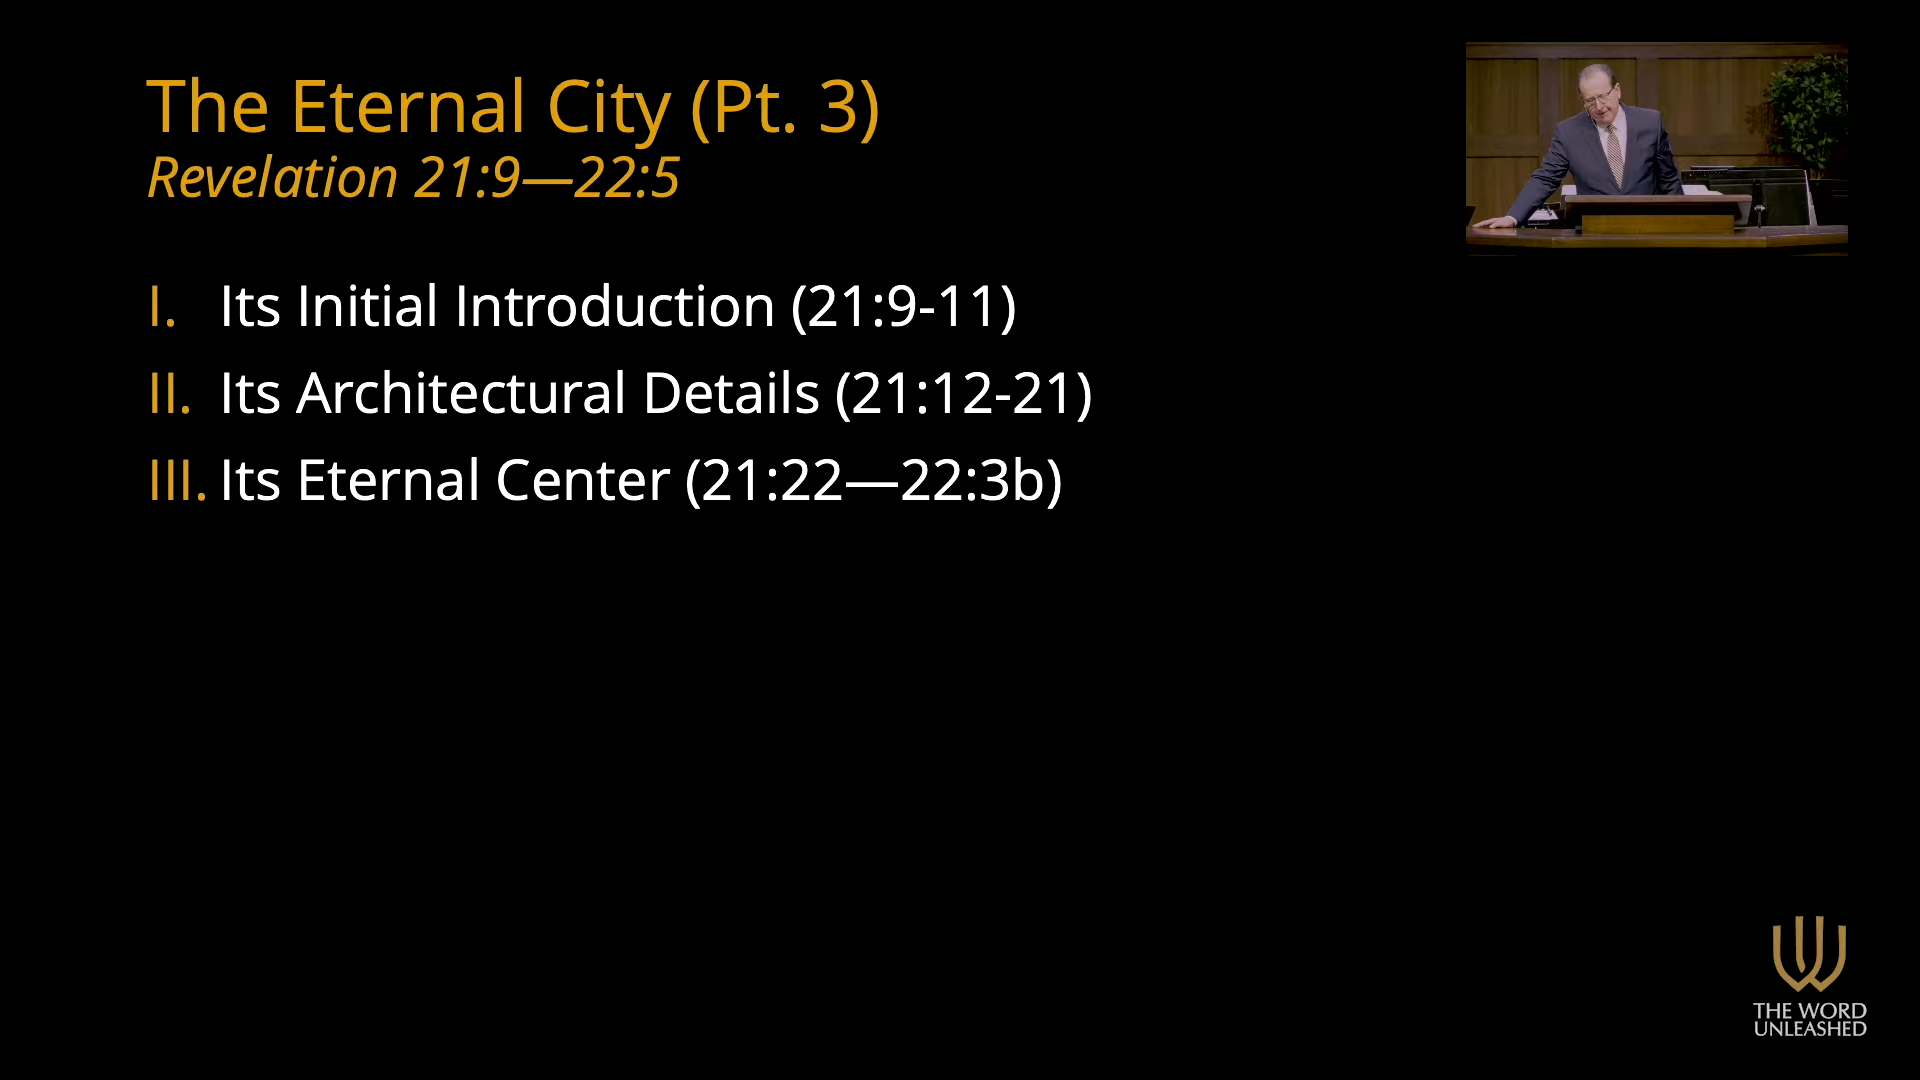 The Eternal City (Pt. 3)
Revelation 21:9—22:5
I. Its Initial Introduction (21:9-11)
II. Its Architectural Details (21:12-21)
III. Its Eternal Center (21:22—22:3b)
THE WORD
UNLEASHED